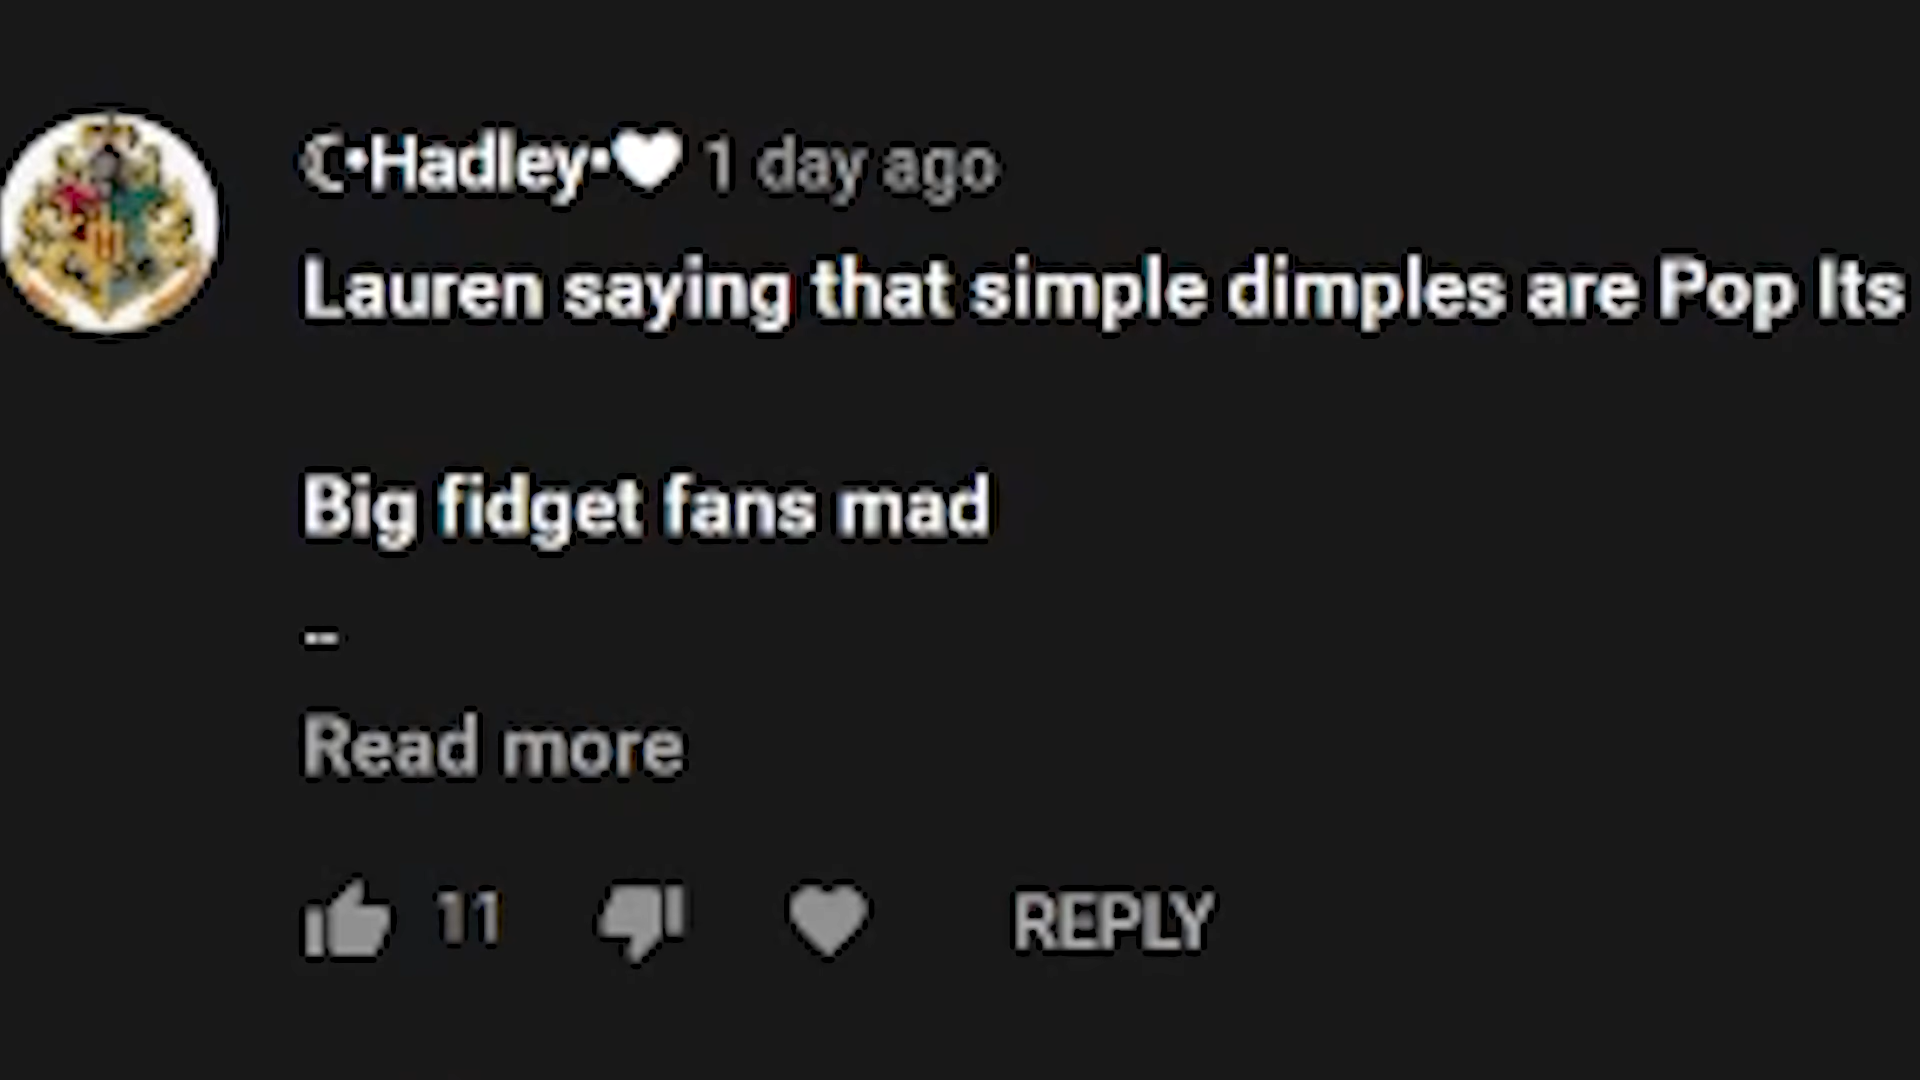 ☾•Hadley•♥ 1 day ago
Lauren saying that simple dimples are Pop Its
Big fidget fans mad
--
Read more
11
REPLY